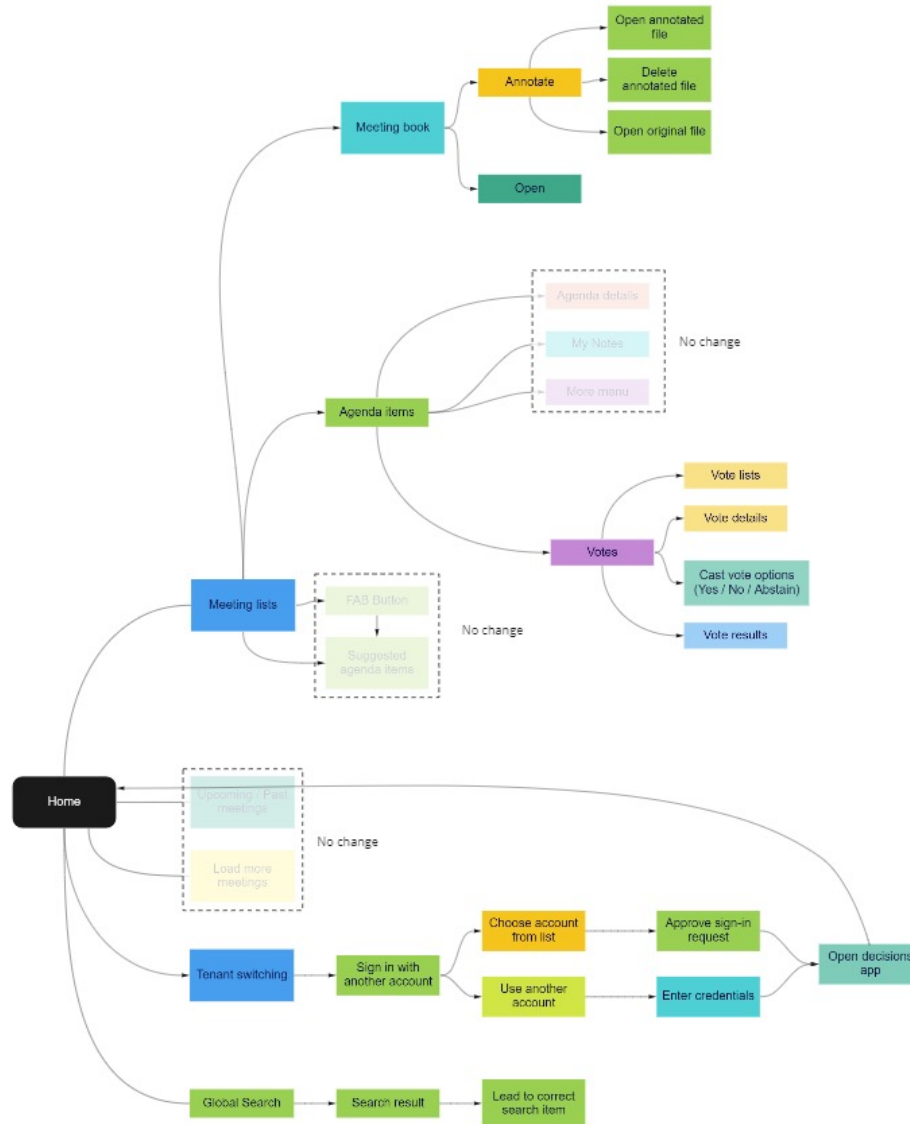 Open annotated
file
Annotate
Delete
annotated file
Meeting book
Open original file
Open
Agenda details
My Notes
No change
More menu
Agenda items
Vote lists
Vote details
Votes
Cast vote options
(Yes / No / Abstain)
Vote results
Meeting lists
FAB Button
No change
Suggested
agenda items
Home
Upcoming / Past
meetings
No change
Load more
meetings
Choose account
from list
Approve sign-in
request
Tenant switching
Sign in with
another account
Open decisions
app
Use another
account
Enter credentials
Global Search
Search result
Lead to correct
search item